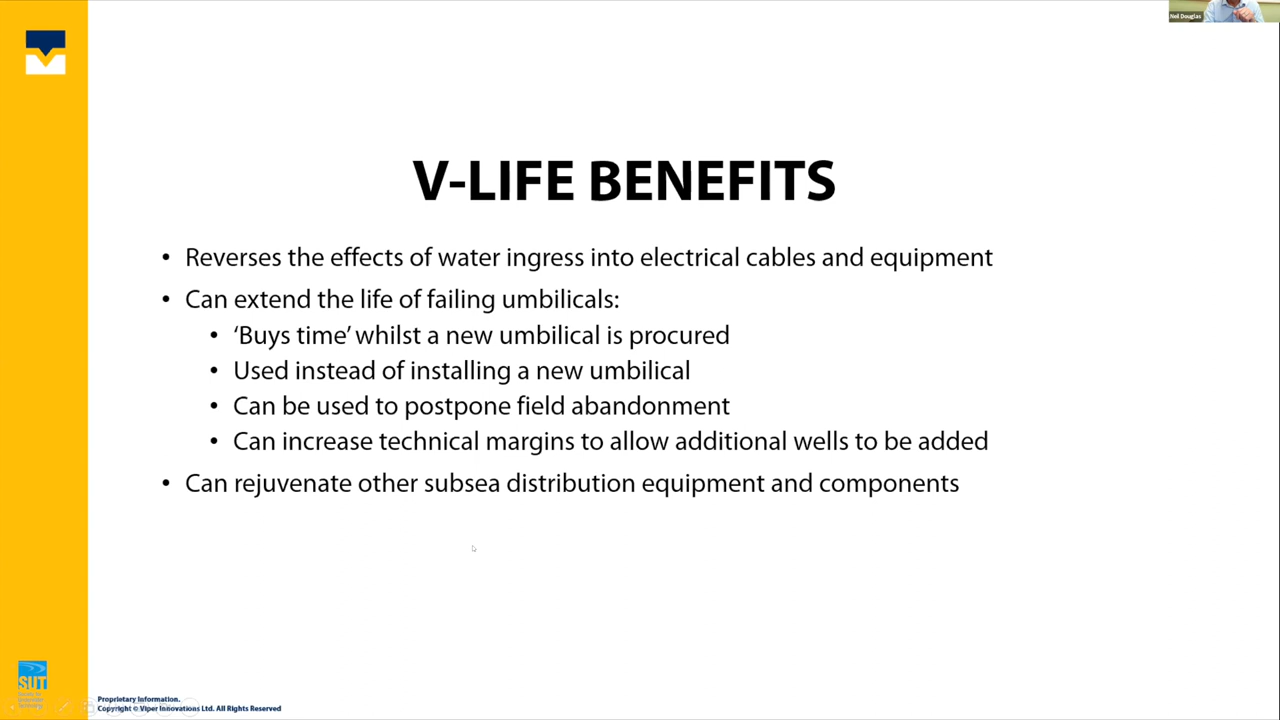 Neil Douglas
V-LIFE BENEFITS
• Reverses the effects of water ingress into electrical cables and equipment
• Can extend the life of failing umbilicals:
• ‘Buys time’ whilst a new umbilical is procured
• Used instead of installing a new umbilical
• Can be used to postpone field abandonment
• Can increase technical margins to allow additional wells to be added
• Can rejuvenate other subsea distribution equipment and components
SUT
Proprietary Information.
Copyright © Viper Innovations Ltd. All Rights Reserved